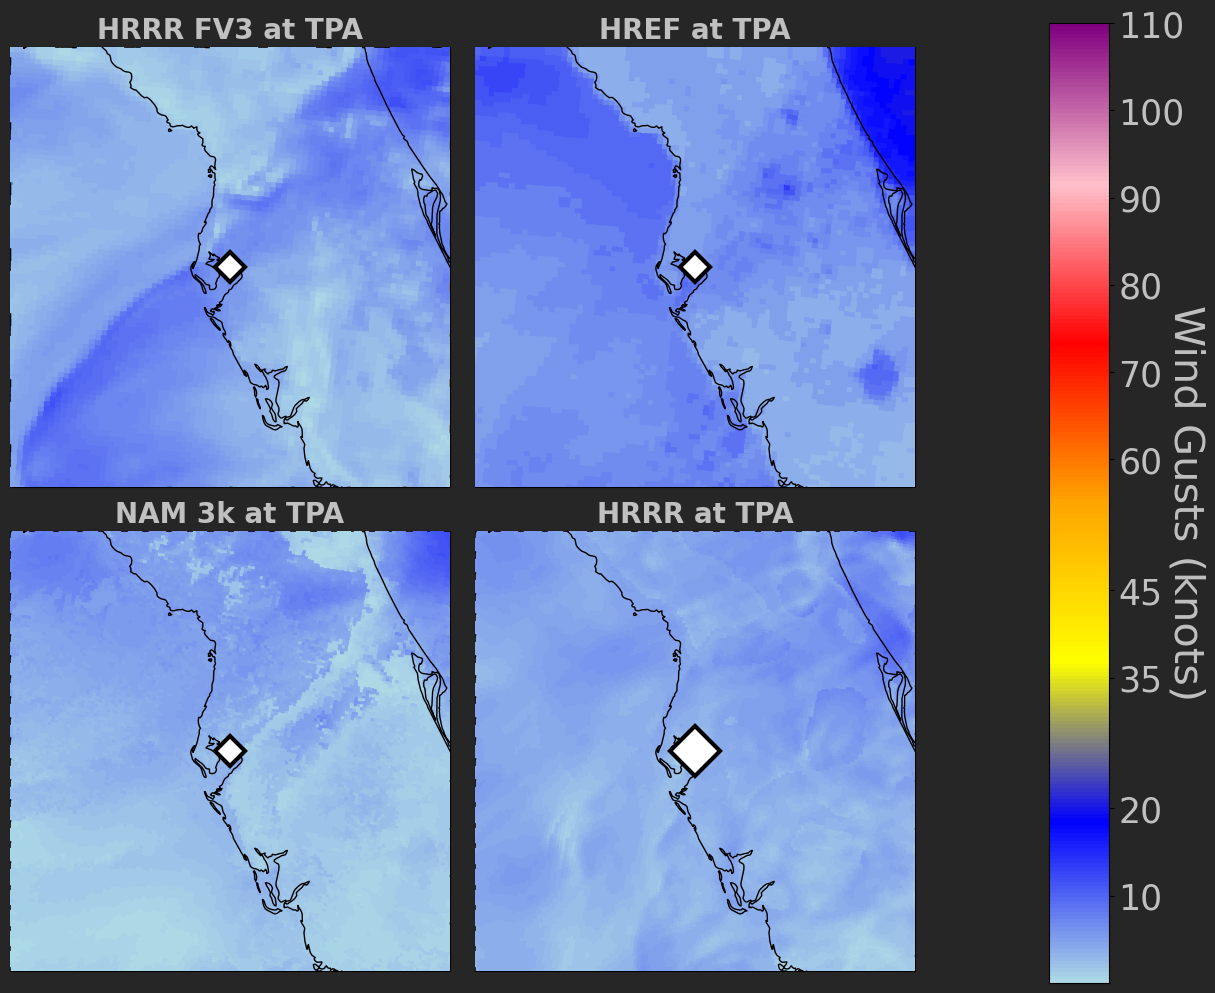 HRRR FV3 at TPA
HREF at TPA
NAM 3k at TPA
HRRR at TPA
110
100
90
80
70
60
45
35
20
10
Wind Gusts (knots)